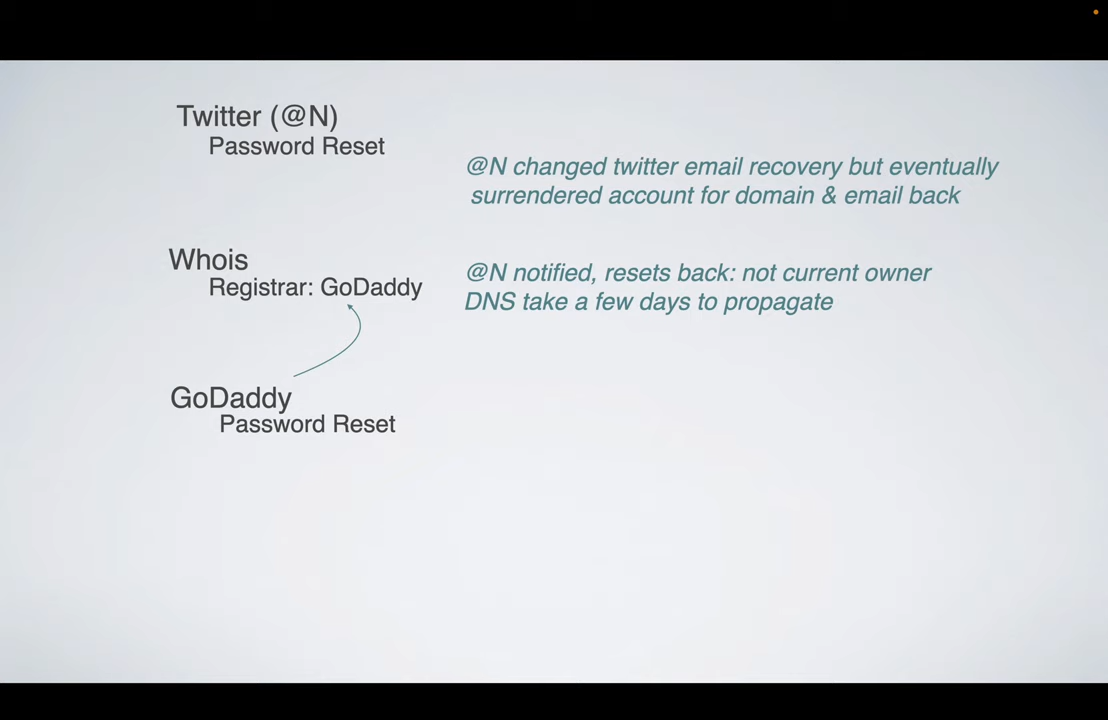 Twitter (@N)
Password Reset
@N changed twitter email recovery but eventually
surrendered account for domain & email back
Whois
Registrar: GoDaddy
@N notified, resets back: not current owner
DNS take a few days to propagate
GoDaddy
Password Reset